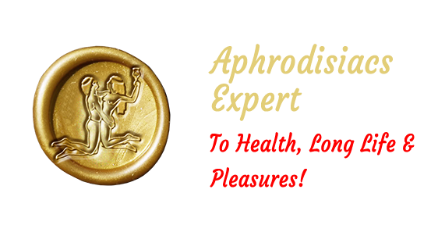 Aphrodisiacs
Expert
To Health, Long Life &
Pleasures!